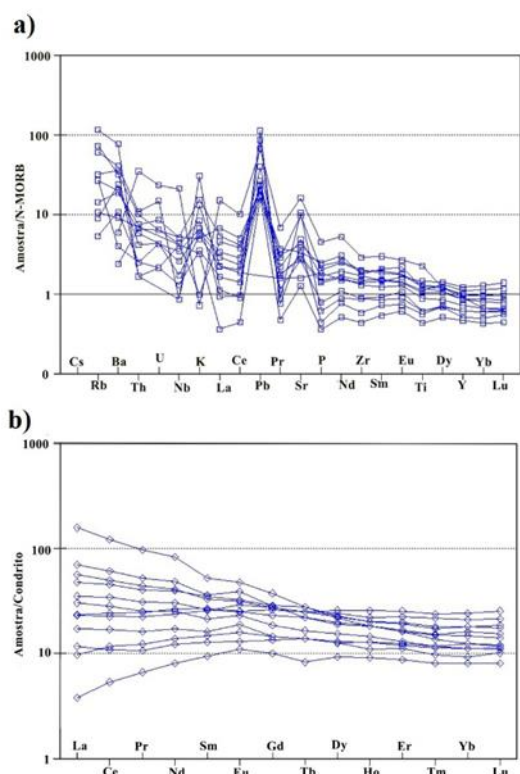 a)
1000
100
10
1
0
Amostra/N-MORB
Cs Ba U K Ce Pr P Zr Eu Dy Yb
Rb Th Nb La Pb Sr Nd Sm Ti Y Lu
b)
1000
100
10
1
Amostra/Condrito
La Pr Sm Gd Dy Er Yb
Ce Nd Eu Tb Ho Tm Lu